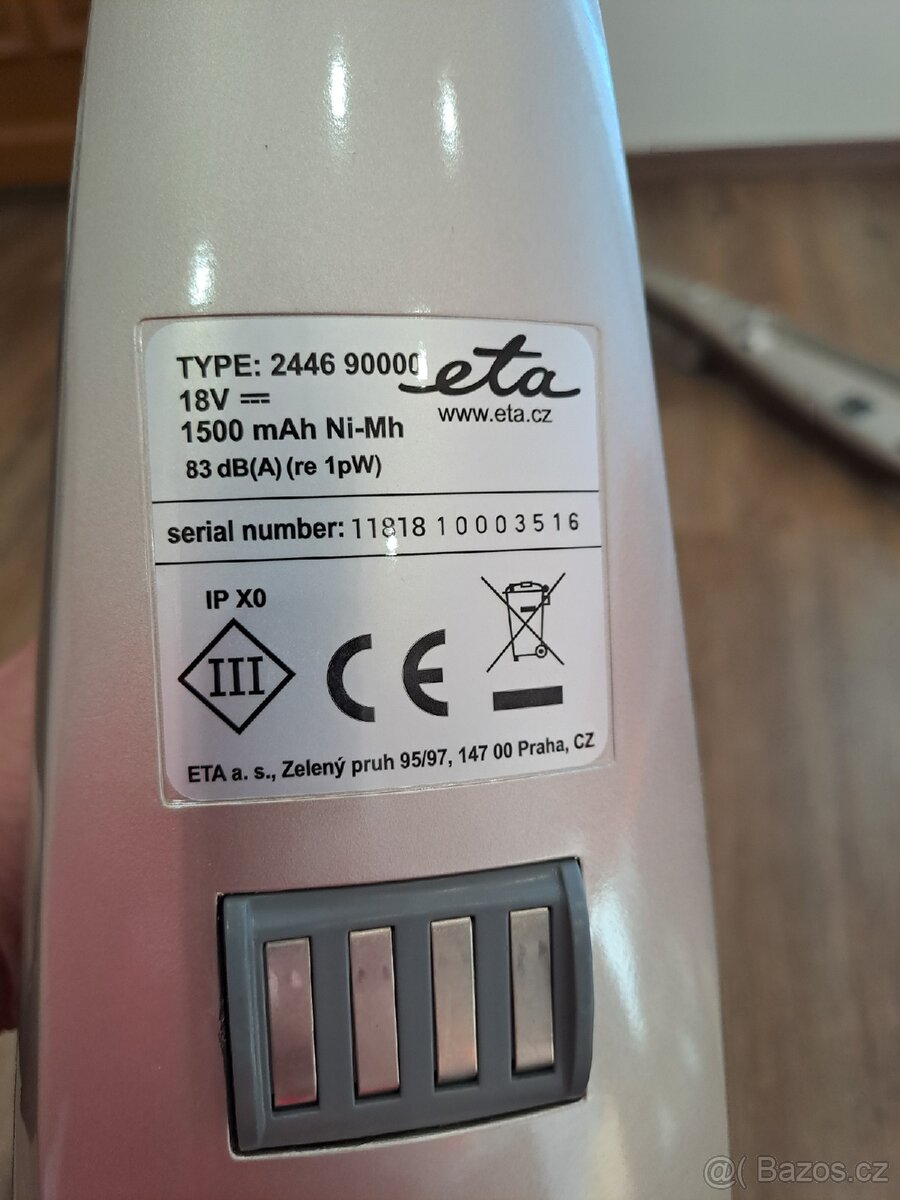 TYPE: 2446 90000
eta
18V
www.eta.cz
1500 mAh Ni-Mh
83 dB(A) (re 1pW)
serial number: 11818 10003516
IP X0
III
CE
ETA a. s., Zelený pruh 95/97, 147 00 Praha, CZ
@( Bazos.cz